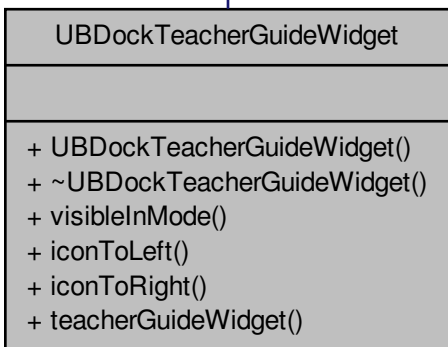 UBDockTeacherGuideWidget
+ UBDockTeacherGuideWidget()
+ ~UBDockTeacherGuideWidget()
+ visibleInMode()
+ iconToLeft()
+ iconToRight()
+ teacherGuideWidget()